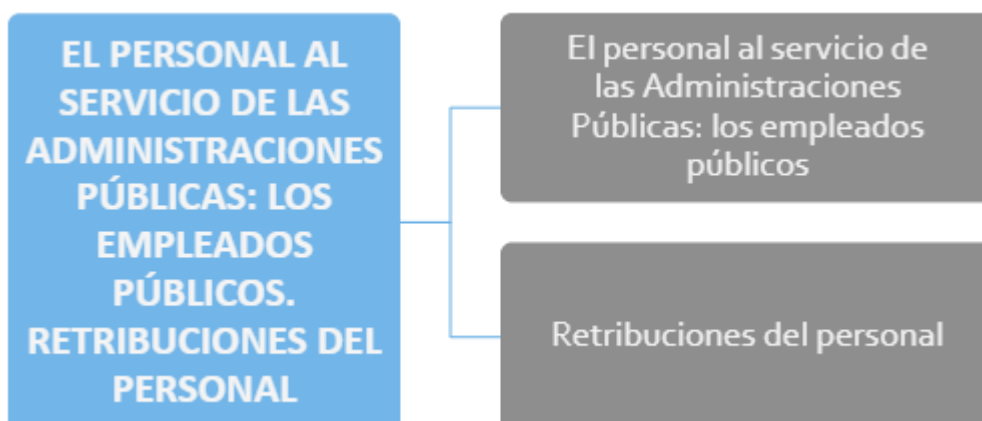 EL PERSONAL AL
SERVICIO DE LAS
ADMINISTRACIONES
PÚBLICAS: LOS
EMPLEADOS
PÚBLICOS.
RETRIBUCIONES DEL
PERSONAL
El personal al servicio de
las Administraciones
Públicas: los empleados
públicos
Retribuciones del personal